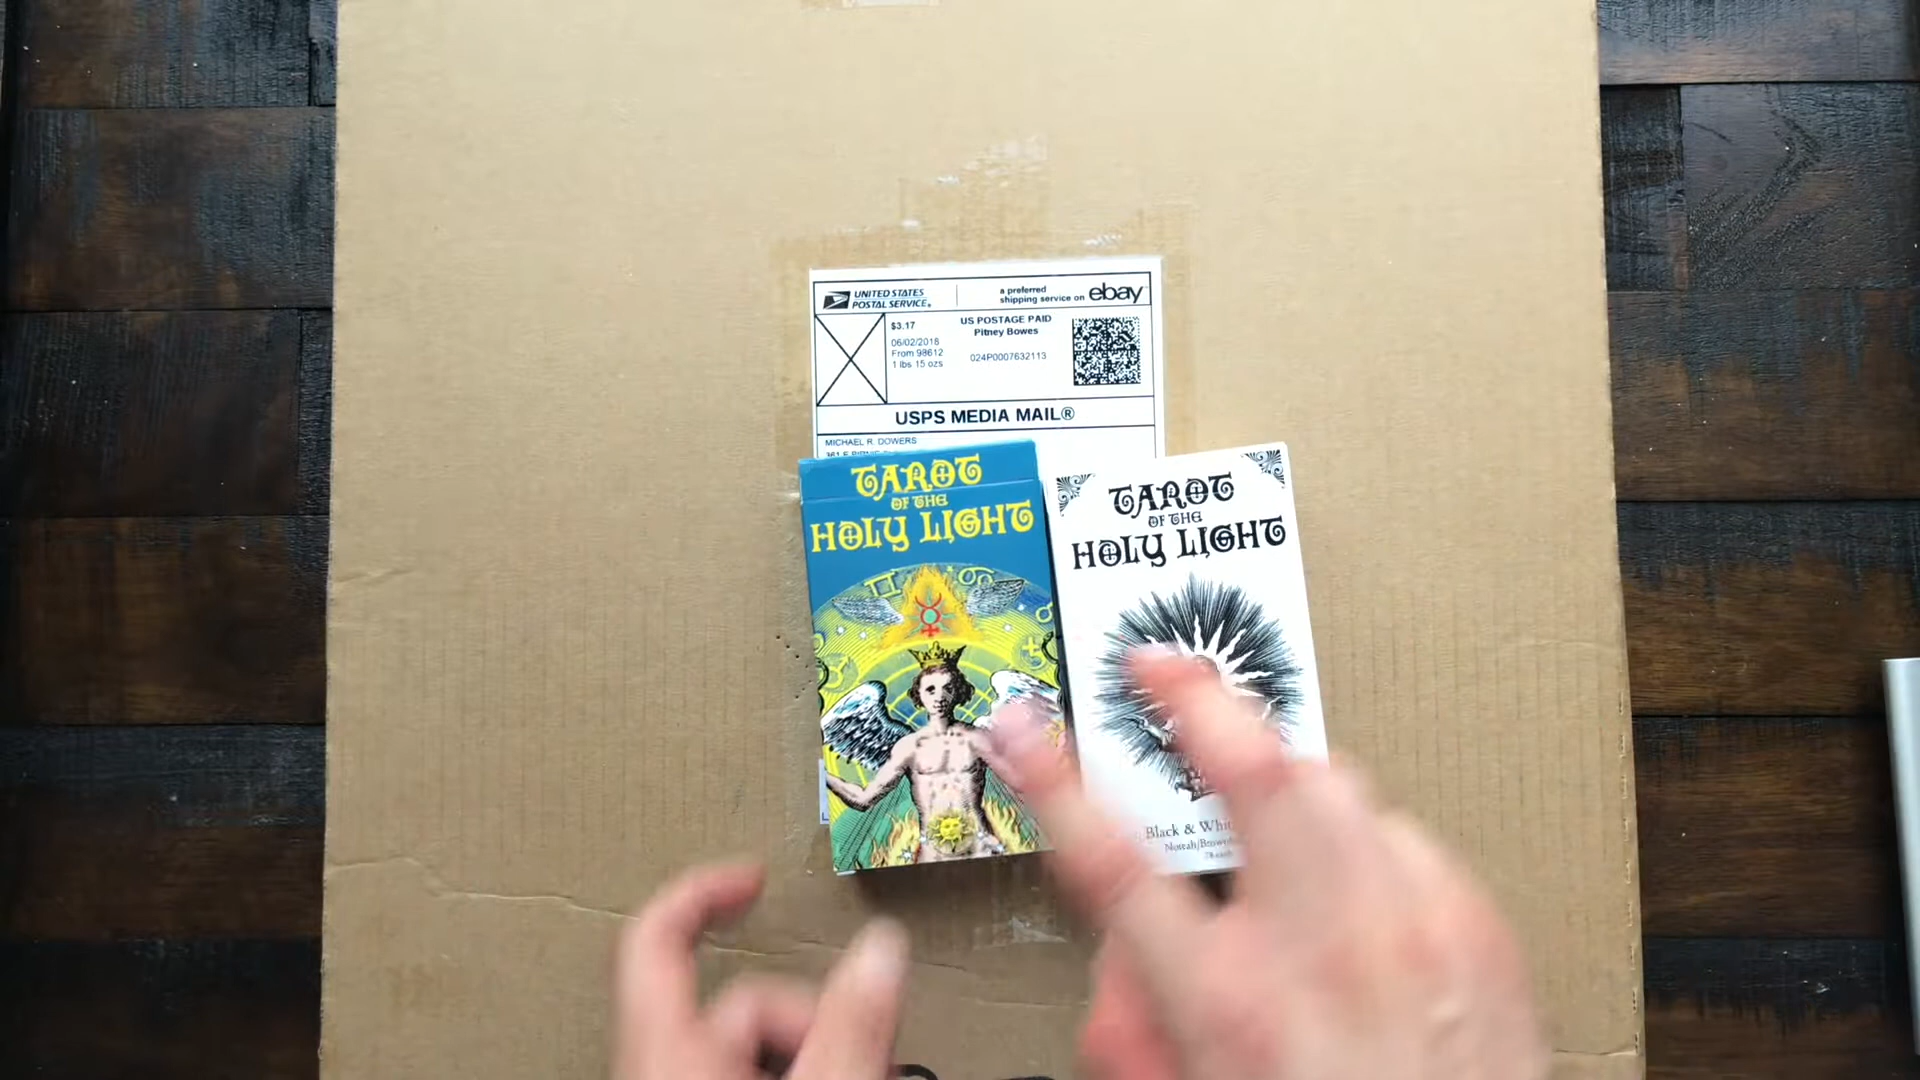 UNITED STATES
POSTAL SERVICE®
a preferred
shipping service on ebay
$3.17
06/02/2018
From 98612
1 lbs 15 ozs
US POSTAGE PAID
Pitney Bowes
024P0007632113
USPS MEDIA MAIL®
MICHAEL R. DOWERS
TAROT
OF THE
HOLY LIGHT
TAROT
OF THE
HOLY LIGHT
Black &